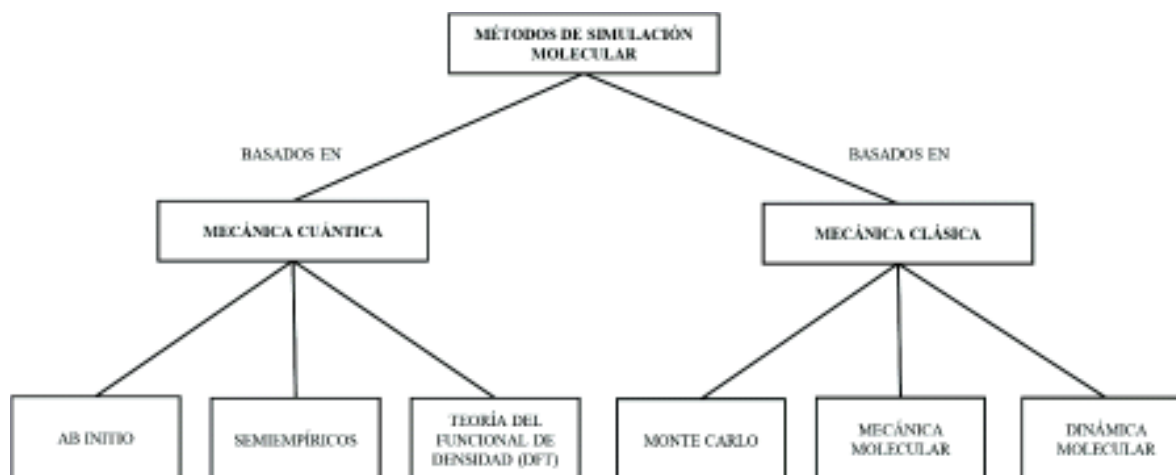 MÉTODOS DE SIMULACIÓN
MOLECULAR
BASADOS EN
BASADOS EN
MECÁNICA CUÁNTICA
MECÁNICA CLÁSICA
AB INITIO
SEMIEMPÍRICOS
TEORÍA DEL
FUNCIONAL DE
DENSIDAD (DFT)
MONTE CARLO
MECÁNICA
MOLECULAR
DINÁMICA
MOLECULAR